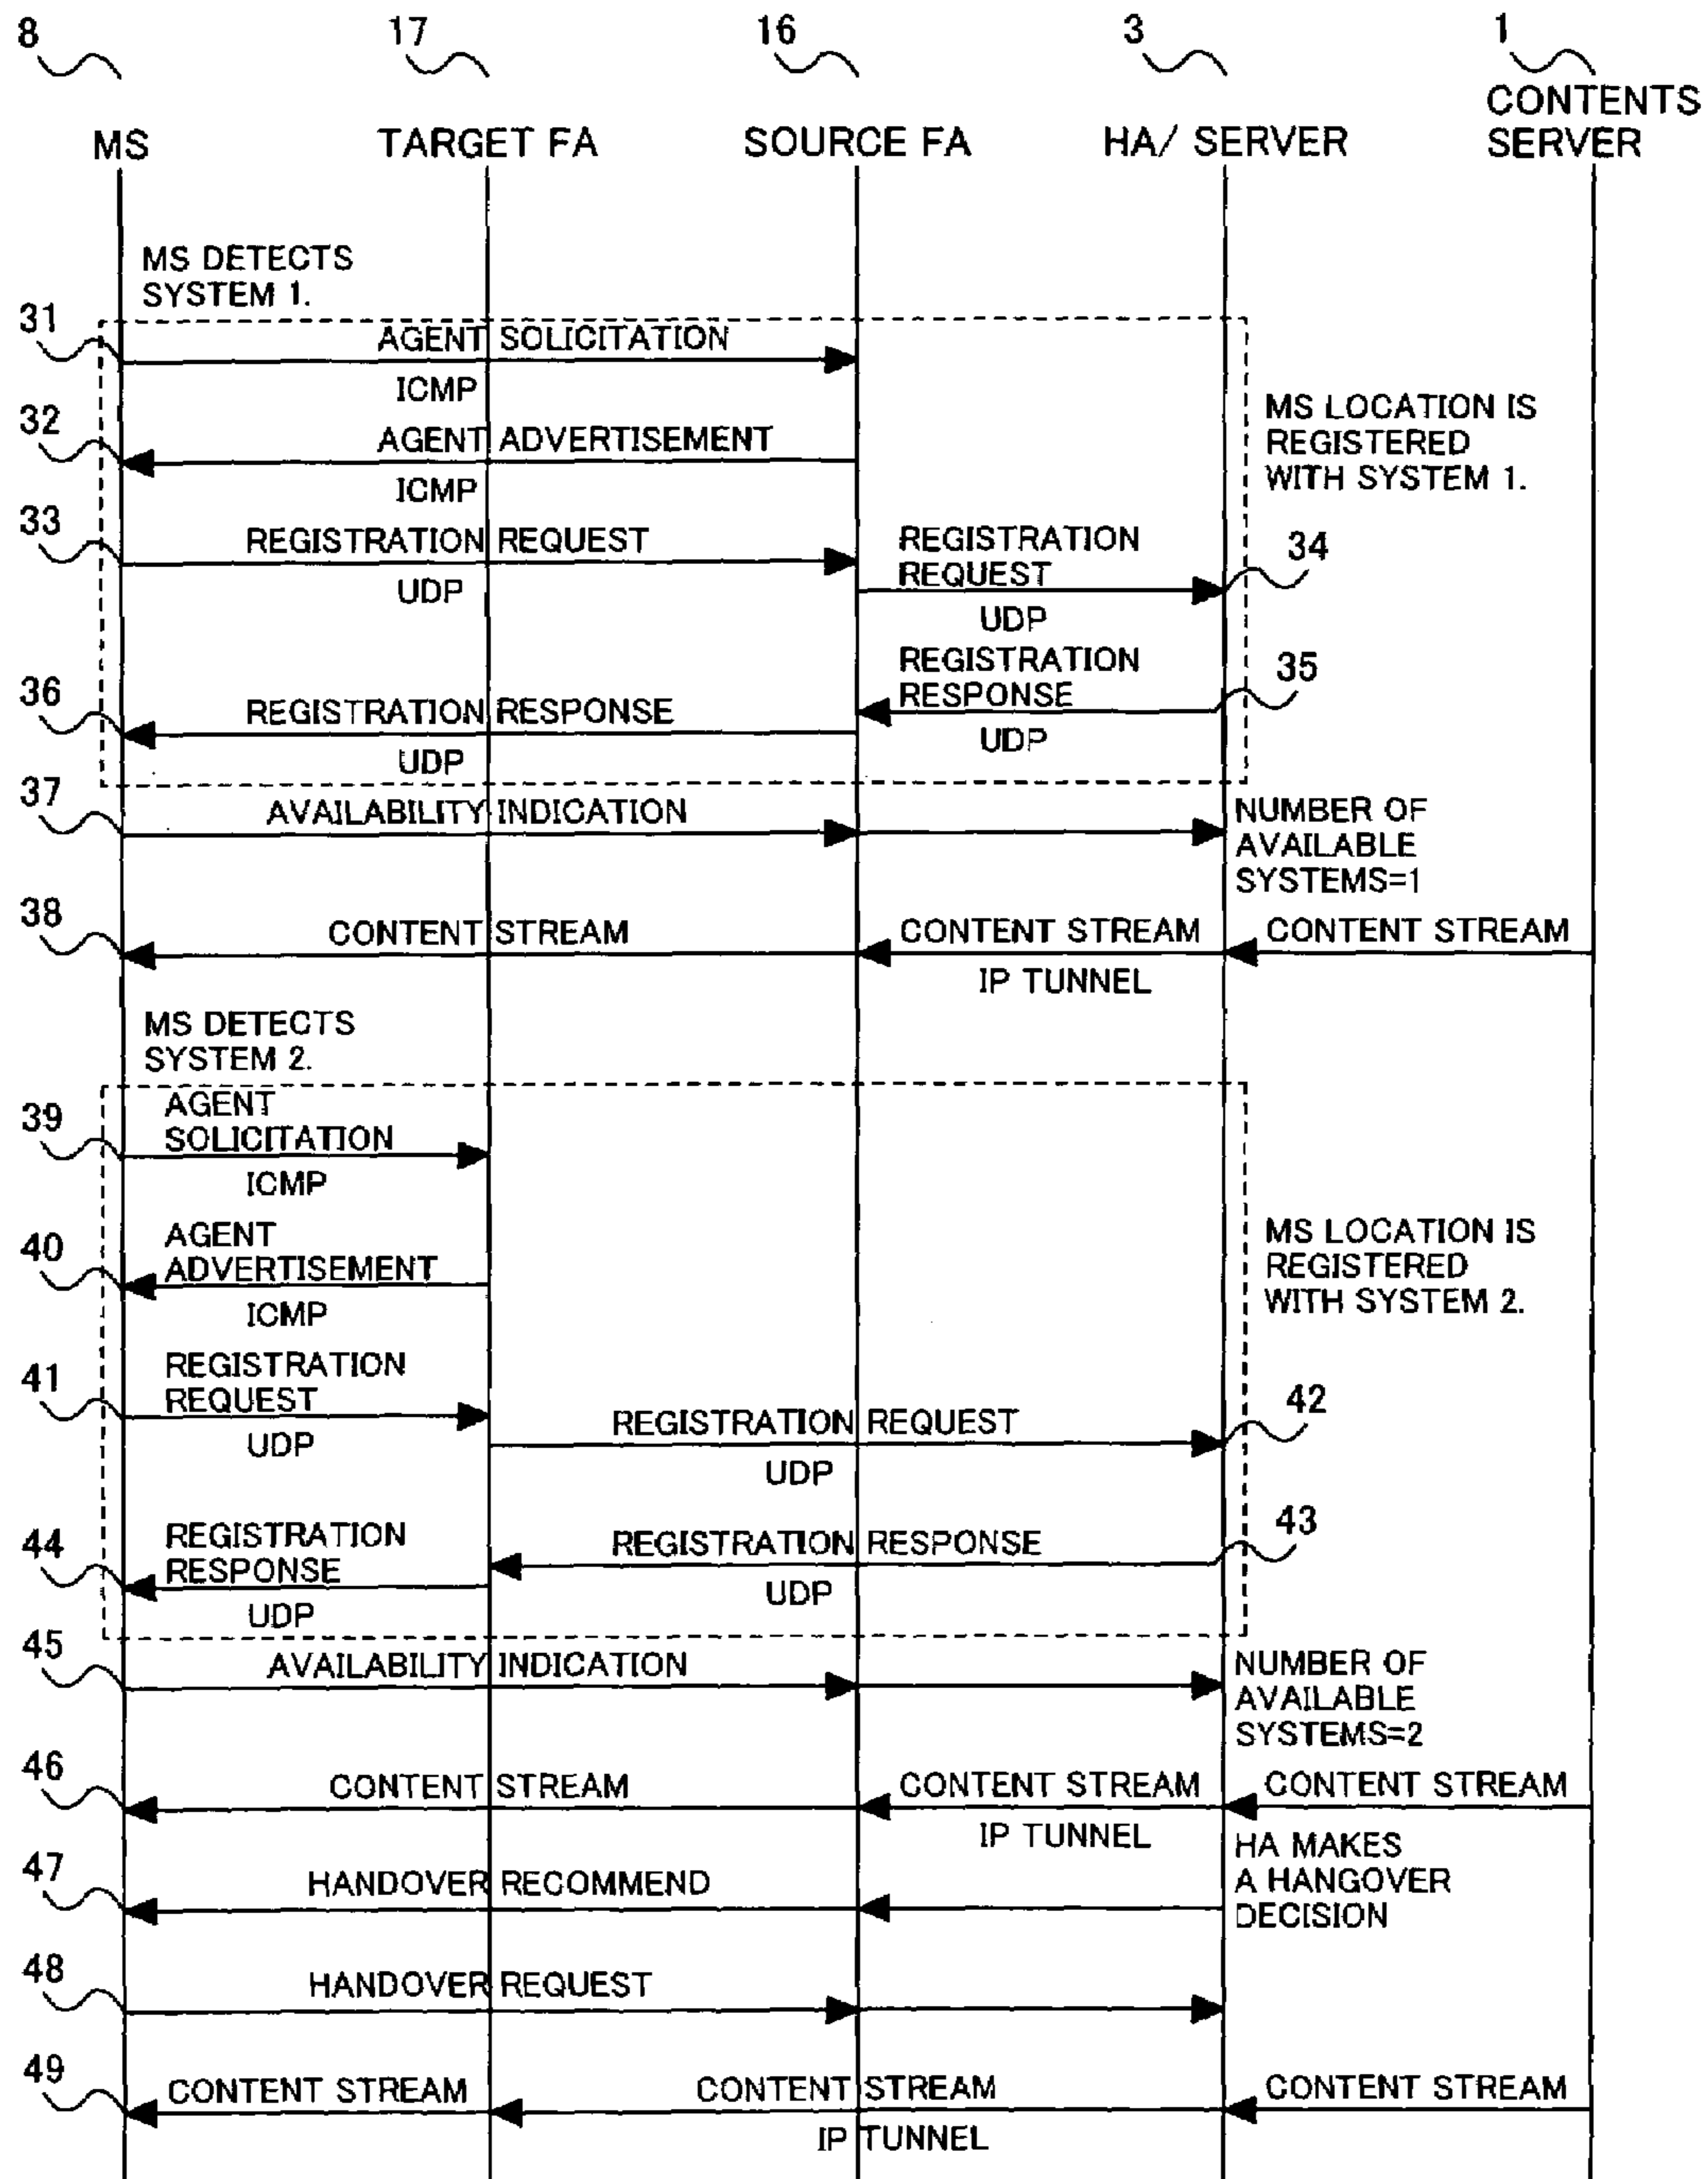 8
17
16
3
1
MS
TARGET FA
SOURCE FA
HA/ SERVER
CONTENTS
SERVER
MS DETECTS
SYSTEM 1.
31
AGENT SOLICITATION
ICMP
32
AGENT ADVERTISEMENT
ICMP
MS LOCATION IS
REGISTERED
WITH SYSTEM 1.
33
REGISTRATION REQUEST
UDP
REGISTRATION
REQUEST
UDP
34
REGISTRATION
RESPONSE
UDP
35
36
REGISTRATION RESPONSE
UDP
37
AVAILABILITY INDICATION
NUMBER OF
AVAILABLE
SYSTEMS=1
38
CONTENT STREAM
CONTENT STREAM
IP TUNNEL
CONTENT STREAM
MS DETECTS
SYSTEM 2.
39
AGENT
SOLICITATION
ICMP
40
AGENT
ADVERTISEMENT
ICMP
MS LOCATION IS
REGISTERED
WITH SYSTEM 2.
41
REGISTRATION
REQUEST
UDP
REGISTRATION REQUEST
UDP
42
43
REGISTRATION RESPONSE
UDP
44
REGISTRATION
RESPONSE
UDP
45
AVAILABILITY INDICATION
NUMBER OF
AVAILABLE
SYSTEMS=2
46
CONTENT STREAM
CONTENT STREAM
IP TUNNEL
CONTENT STREAM
47
HANDOVER RECOMMEND
HA MAKES
A HANGOVER
DECISION
48
HANDOVER REQUEST
49
CONTENT STREAM
CONTENT STREAM
IP TUNNEL
CONTENT STREAM